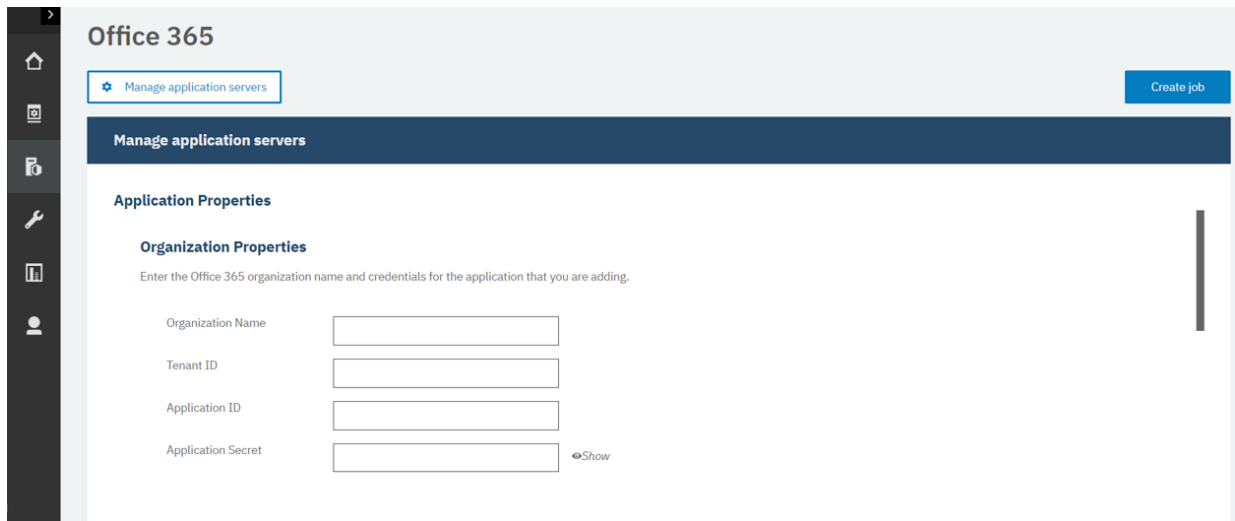 Office 365
Manage application servers
Create job
Manage application servers
Application Properties
Organization Properties
Enter the Office 365 organization name and credentials for the application that you are adding.
Organization Name
Tenant ID
Application ID
Application Secret
Show